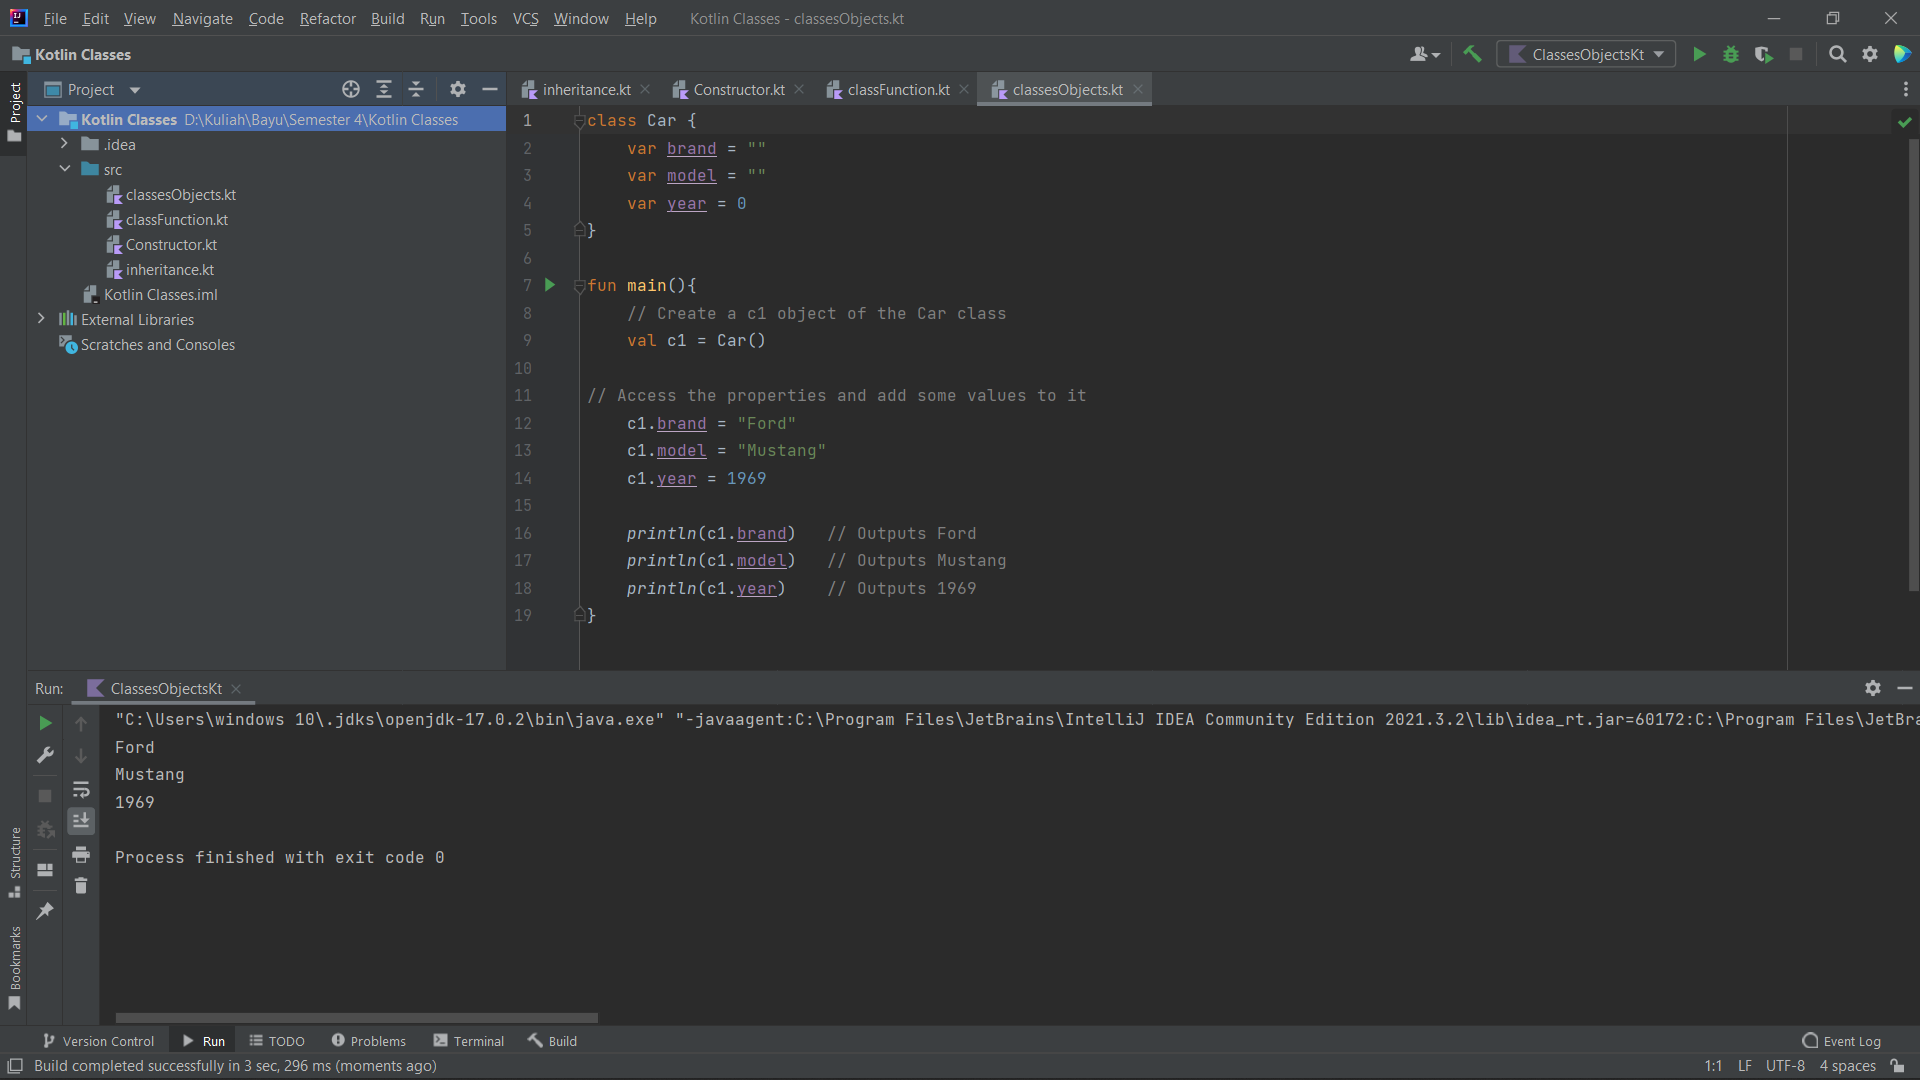 File Edit View Navigate Code Refactor Build Run Tools VCS Window Help Kotlin Classes - classesObjects.kt
Kotlin Classes
ClassesObjectsKt
Project
Project
inheritance.kt
Constructor.kt
classFunction.kt
classesObjects.kt
Kotlin Classes D:\Kuliah\Bayu\Semester 4\Kotlin Classes
.idea
src
classesObjects.kt
classFunction.kt
Constructor.kt
inheritance.kt
Kotlin Classes.iml
External Libraries
Scratches and Consoles
1 class Car {
2     var brand = ""
3     var model = ""
4     var year = 0
5 }
6
7 fun main(){
8     // Create a c1 object of the Car class
9     val c1 = Car()
10
11 // Access the properties and add some values to it
12     c1.brand = "Ford"
13     c1.model = "Mustang"
14     c1.year = 1969
15
16     println(c1.brand)   // Outputs Ford
17     println(c1.model)   // Outputs Mustang
18     println(c1.year)    // Outputs 1969
19 }
Run: ClassesObjectsKt
"C:\Users\windows 10\.jdks\openjdk-17.0.2\bin\java.exe" "-javaagent:C:\Program Files\JetBrains\IntelliJ IDEA Community Edition 2021.3.2\lib\idea_rt.jar=60172:C:\Program Files\JetBra
Ford
Mustang
1969
Process finished with exit code 0
Structure
Bookmarks
Version Control Run TODO Problems Terminal Build Event Log
Build completed successfully in 3 sec, 296 ms (moments ago) 1:1 LF UTF-8 4 spaces